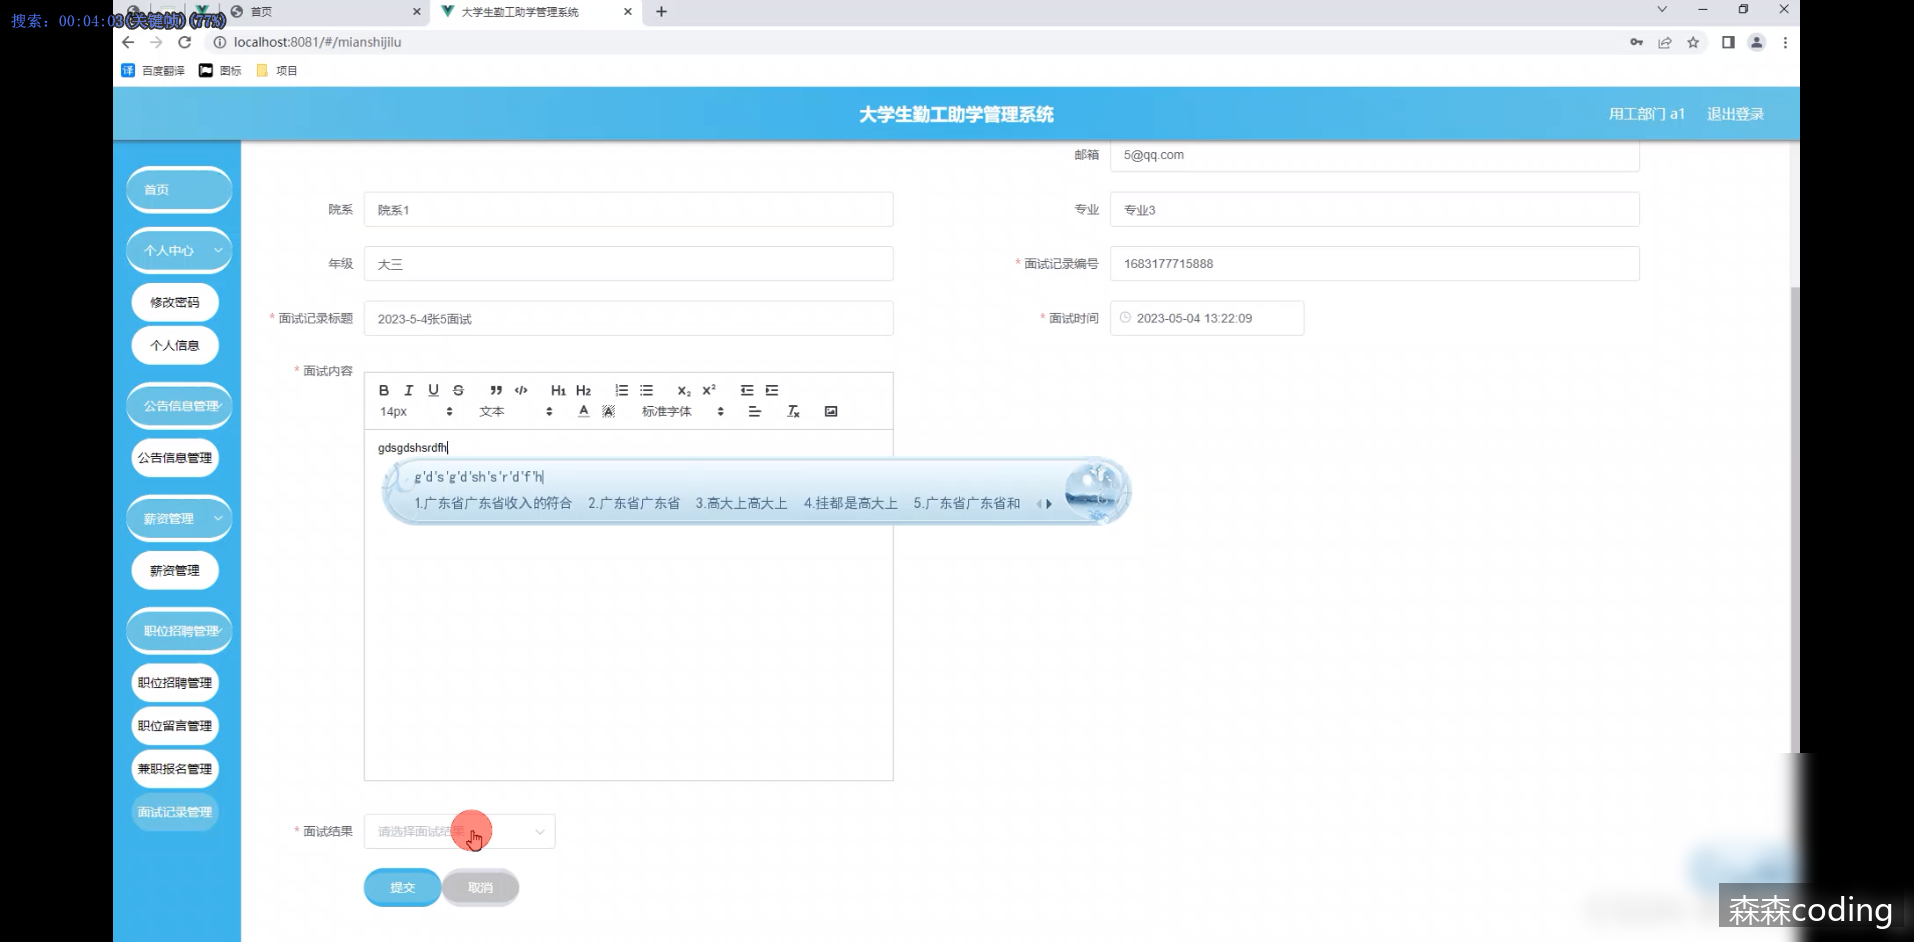 搜索: 00:04:03(关键帧)(77%)
首页
大学生勤工助学管理系统
localhost:8081/#/mianshijilu
百度翻译 图标 项目
大学生勤工助学管理系统
用工部门 a1 退出登录
首页
个人中心
修改密码
个人信息
公告信息管理
公告信息管理
薪资管理
薪资管理
职位招聘管理
职位招聘管理
职位留言管理
兼职报名管理
面试记录管理
邮箱 5@qq.com
院系 院系1
专业 专业3
年级 大三
* 面试记录编号 1683177715888
* 面试记录标题 2023-5-4张5面试
* 面试时间 2023-05-04 13:22:09
* 面试内容
B I U S H1 H2 X2 X2
14px 文本 A A 标准字体
gdsgdshsrdfh
g'd's'g'd'sh's'r'd'f'h
1.广东省广东省收入的符合 2.广东省广东省 3.高大上高大上 4.挂都是高大上 5.广东省广东省和
* 面试结果 请选择面试结果
提交 取消
森森coding